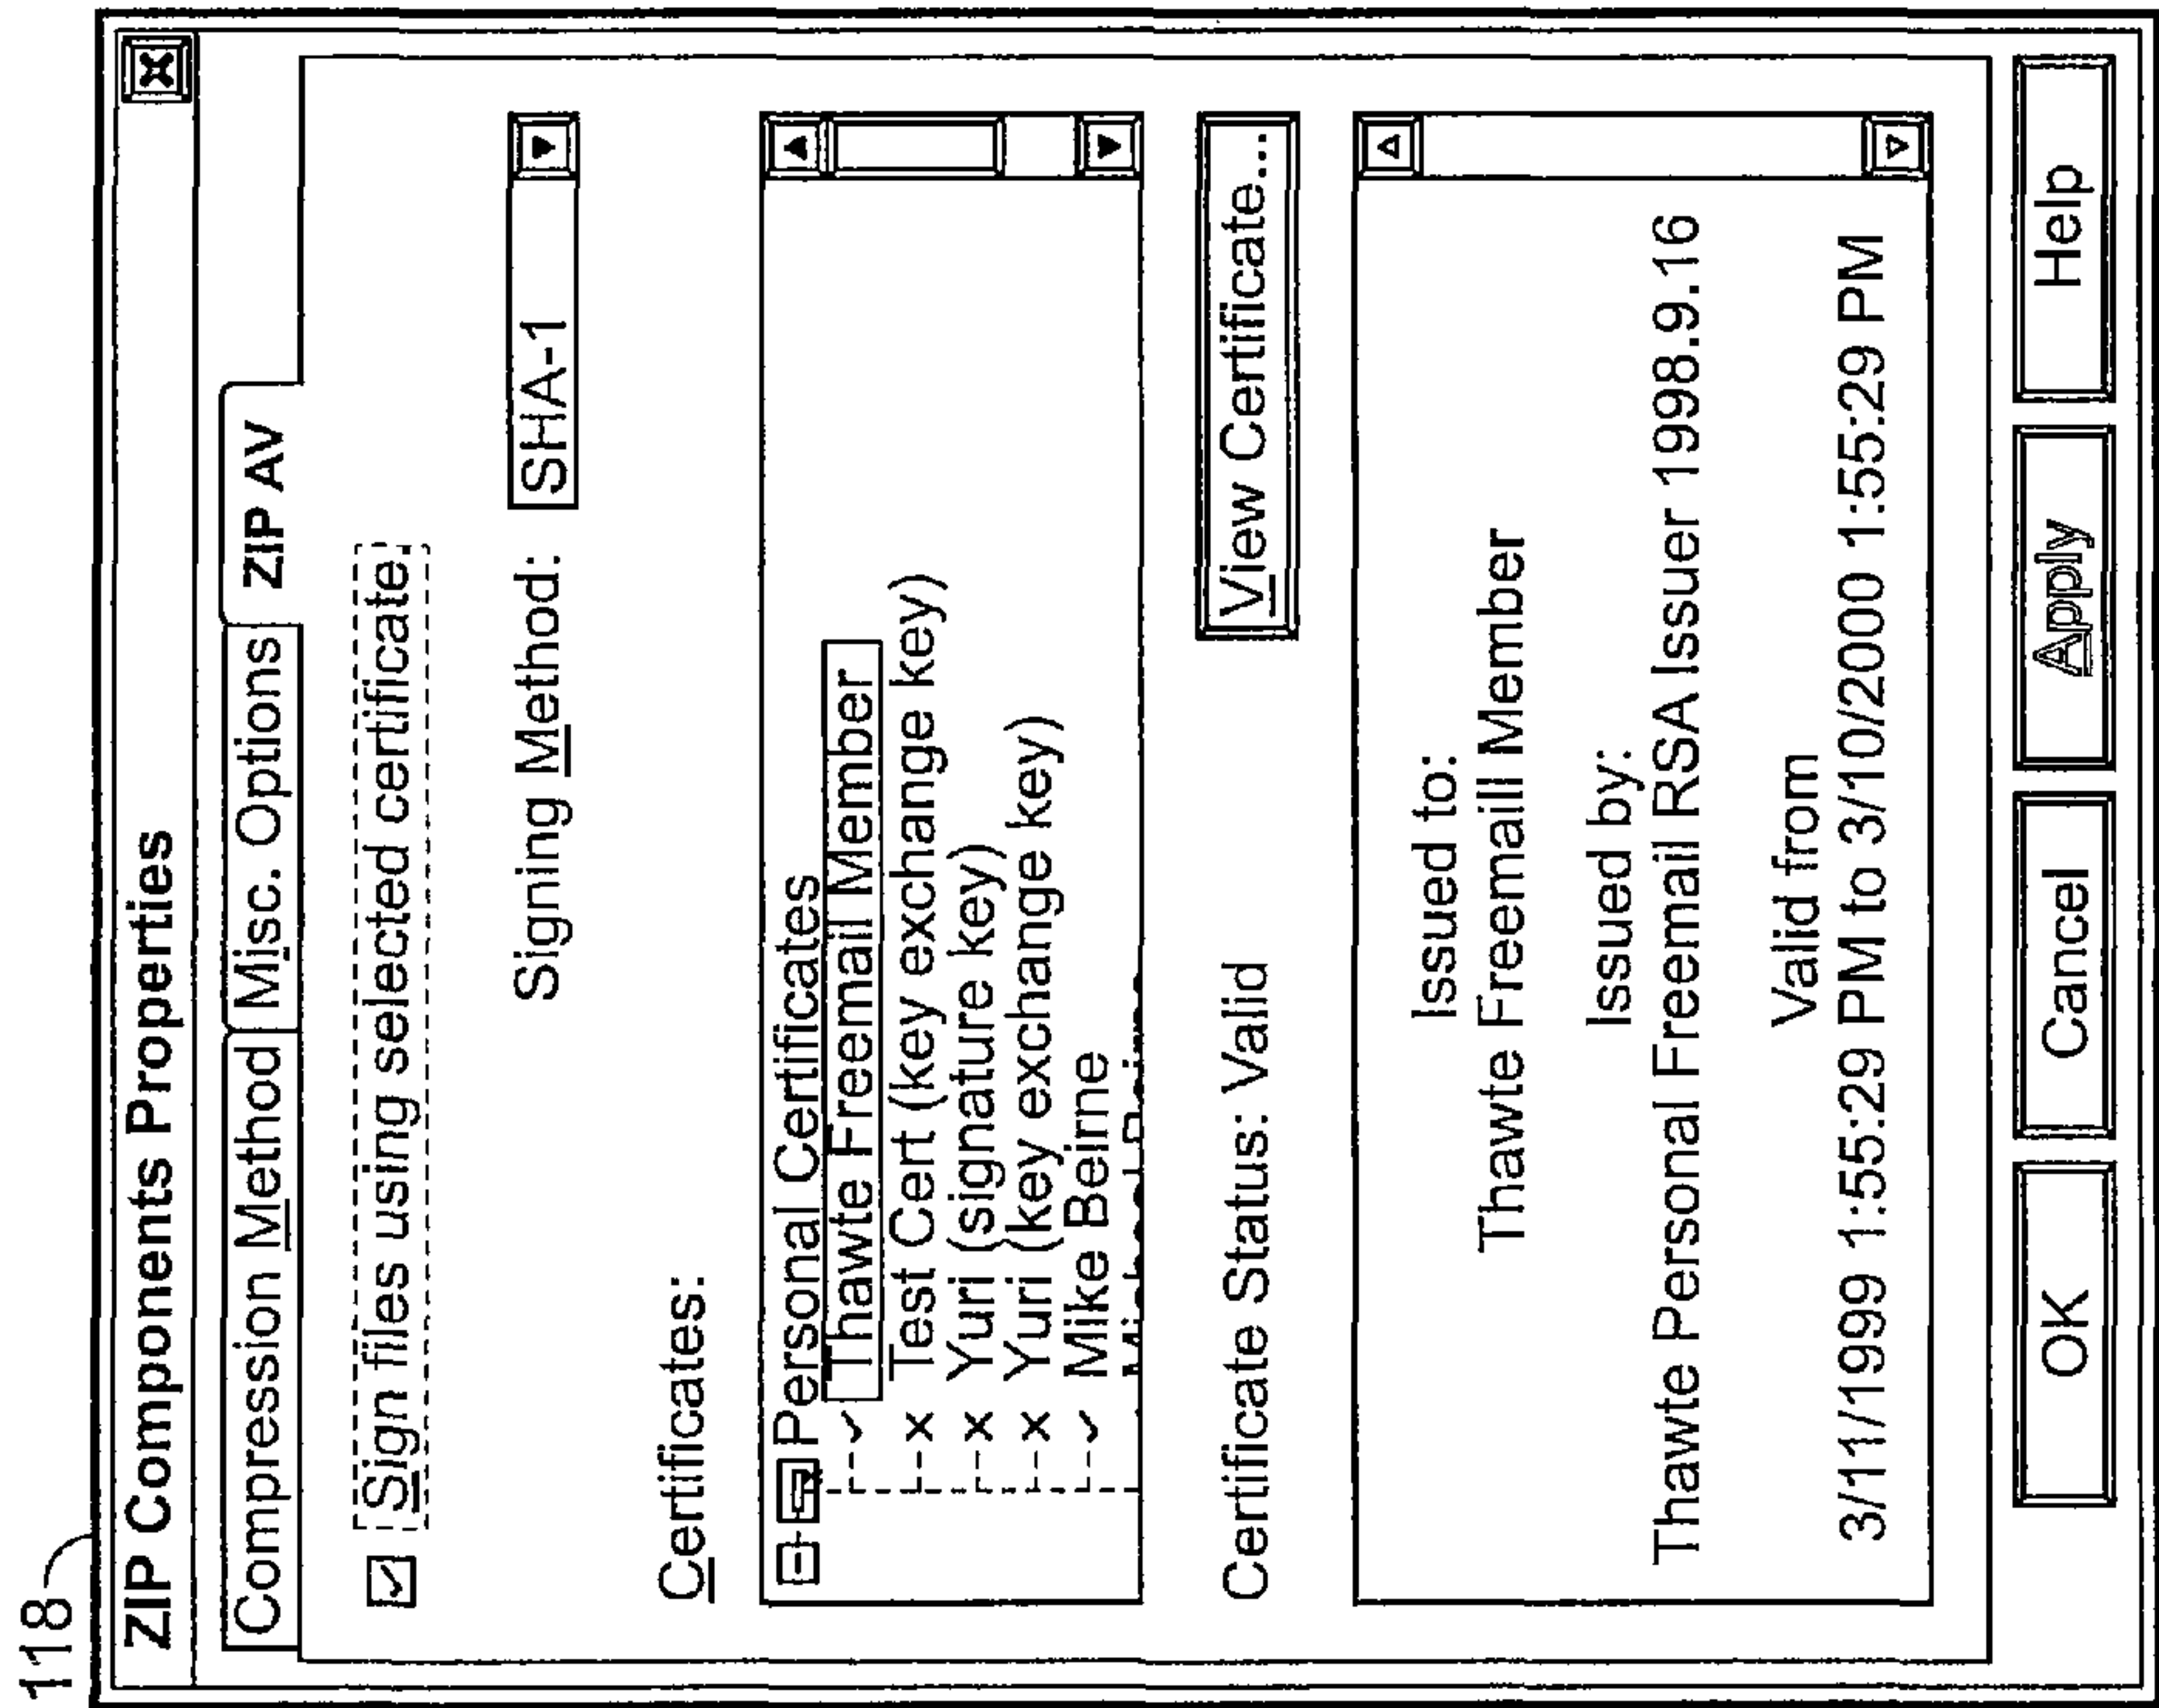 118
ZIP Components Properties
Compression Method Misc. Options ZIP AV
Sign files using selected certificate.
Signing Method: SHA-1
Certificates:
Personal Certificates
Thawte Freemail Member
Test Cert (key exchange key)
Yuri (signature key)
Yuri (key exchange key)
Mike Beirne
Certificate Status: Valid View Certificate...
Issued to:
Thawte Freemaill Member
Issued by:
Thawte Personal Freemail RSA Issuer 1998.9.16
Valid from
3/11/1999 1:55:29 PM to 3/10/2000 1:55:29 PM
OK Cancel Apply Help